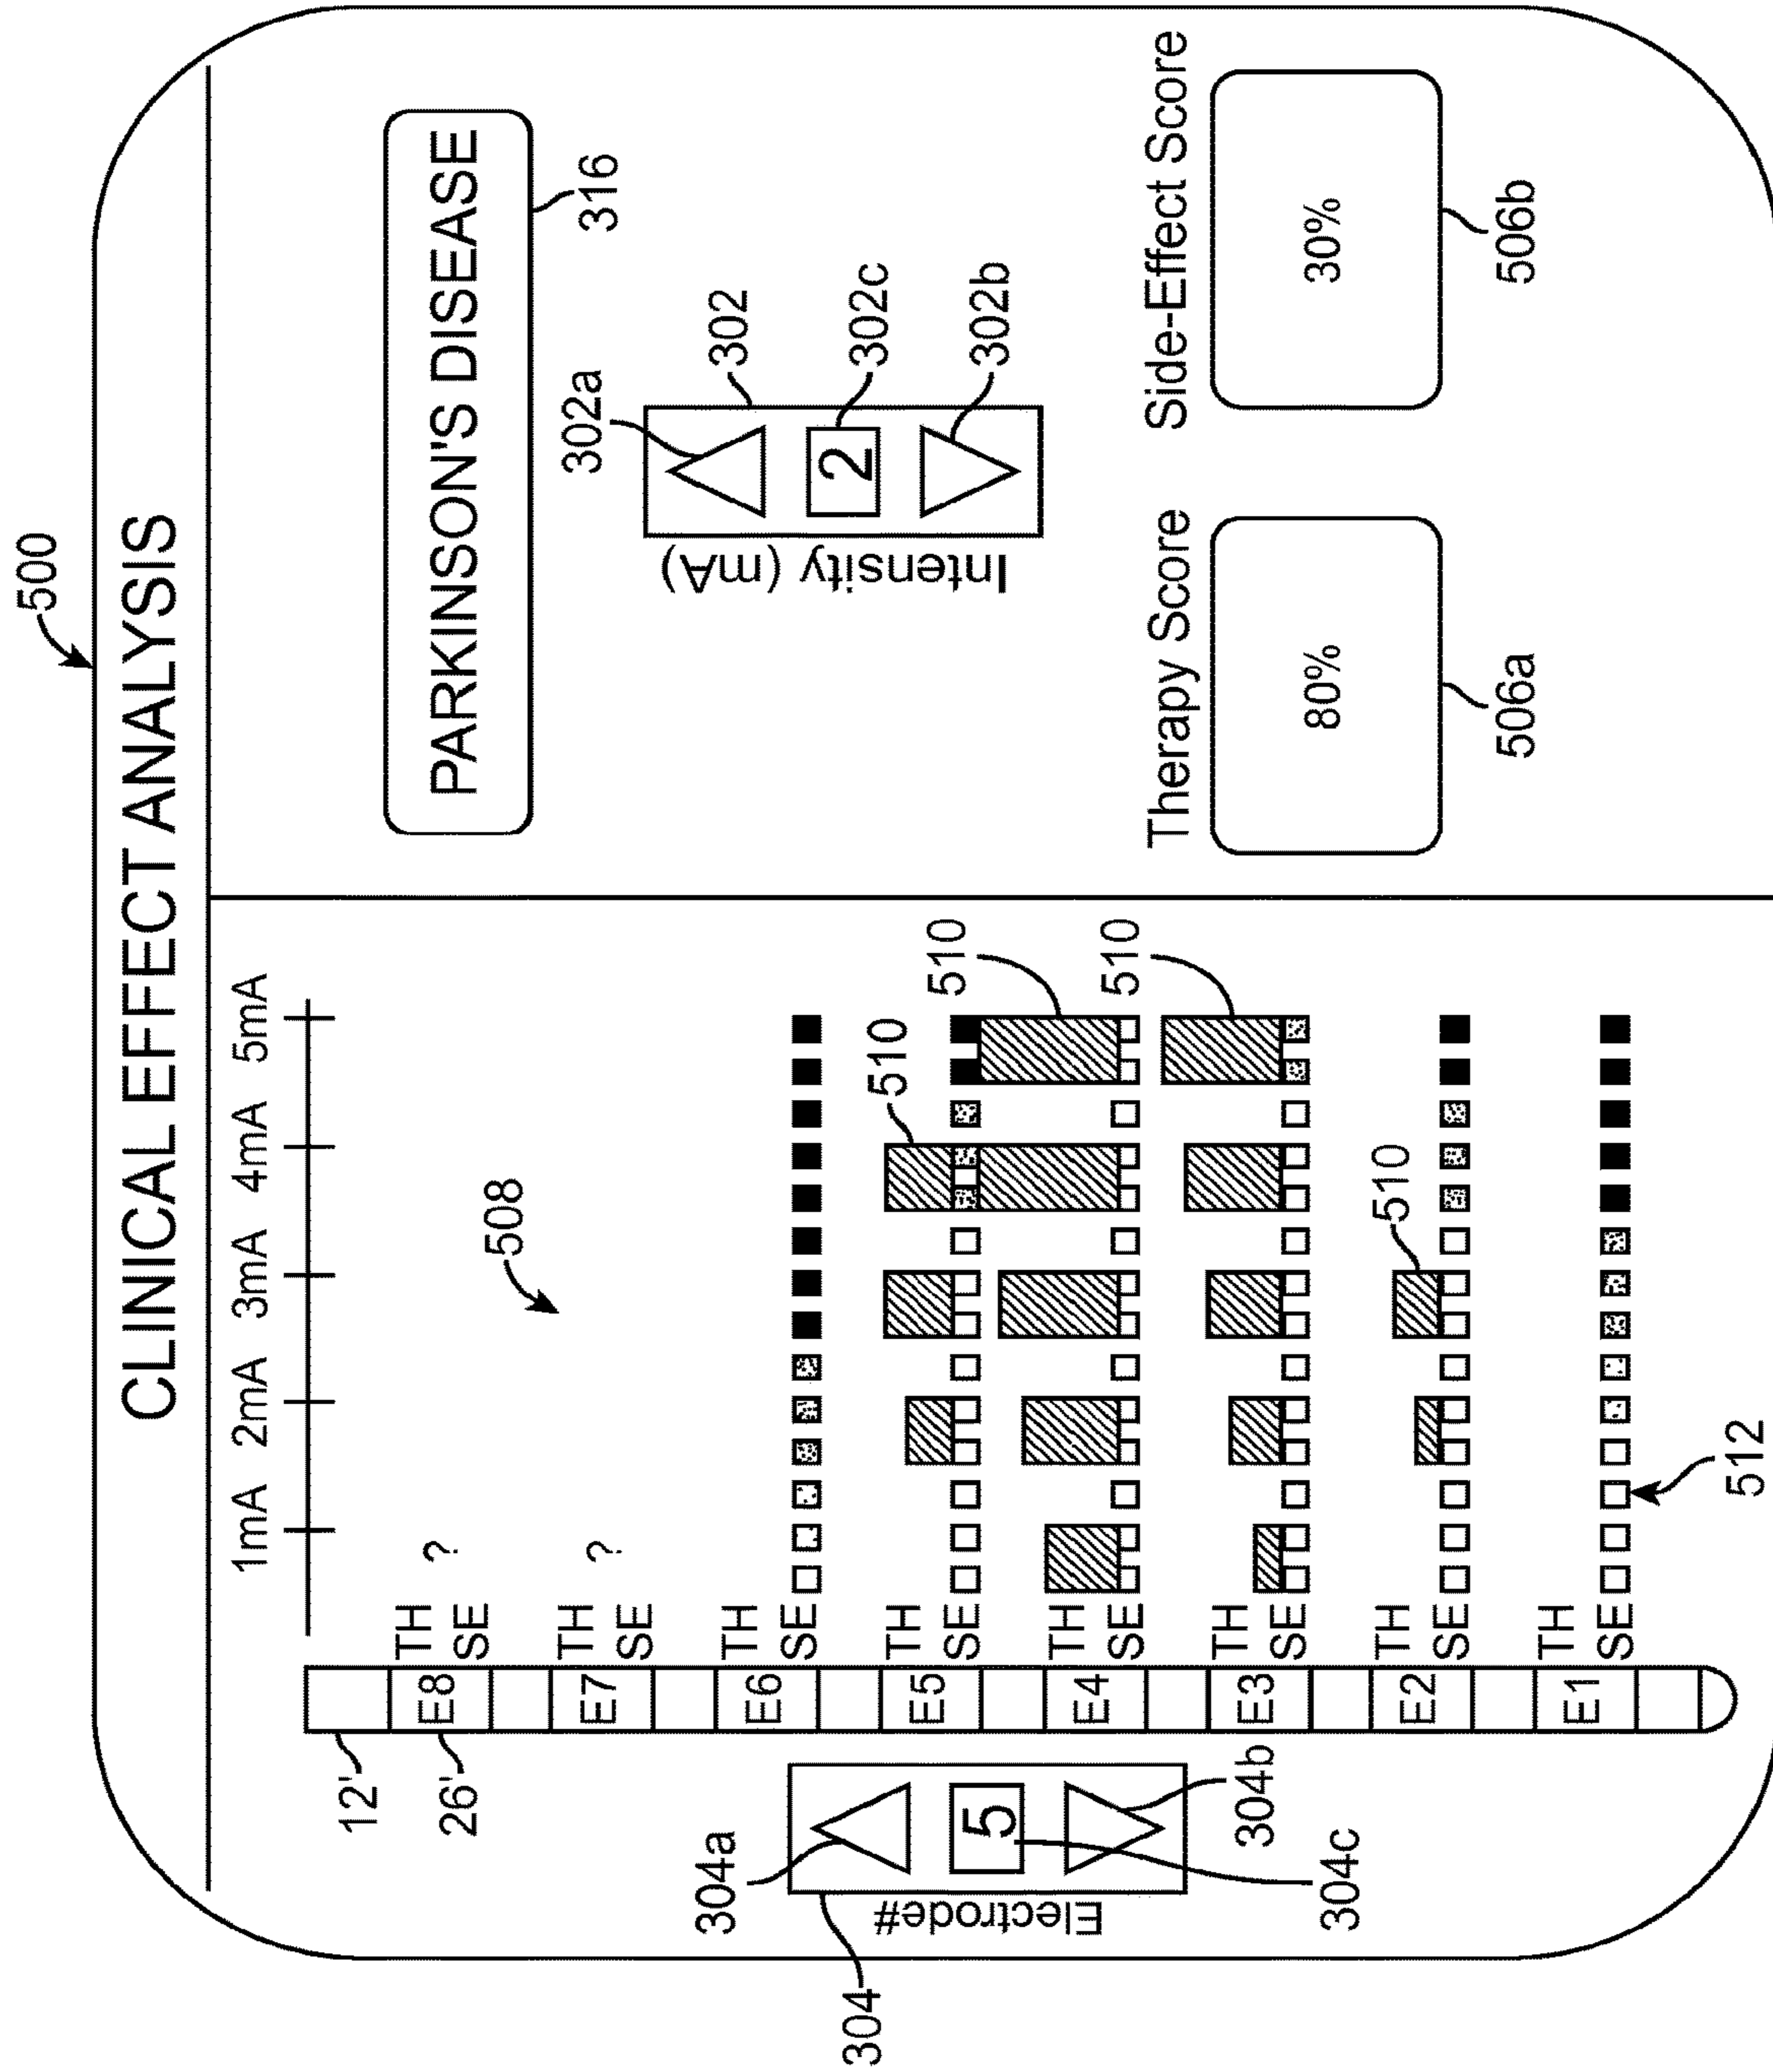 500
CLINICAL EFFECT ANALYSIS
1mA 2mA 3mA 4mA 5mA
12'
26'
E8 TH ?
SE
E7 TH ?
SE
E6 TH
SE
E5 TH
SE
E4 TH
SE
E3 TH
SE
E2 TH
SE
E1 TH
SE
508
510
510
510
510
512
304
304a
5
304b
304c
Electrode#
PARKINSON'S DISEASE
316
302a
302
2
302c
302b
Intensity (mA)
Therapy Score Side-Effect Score
80% 30%
506a 506b